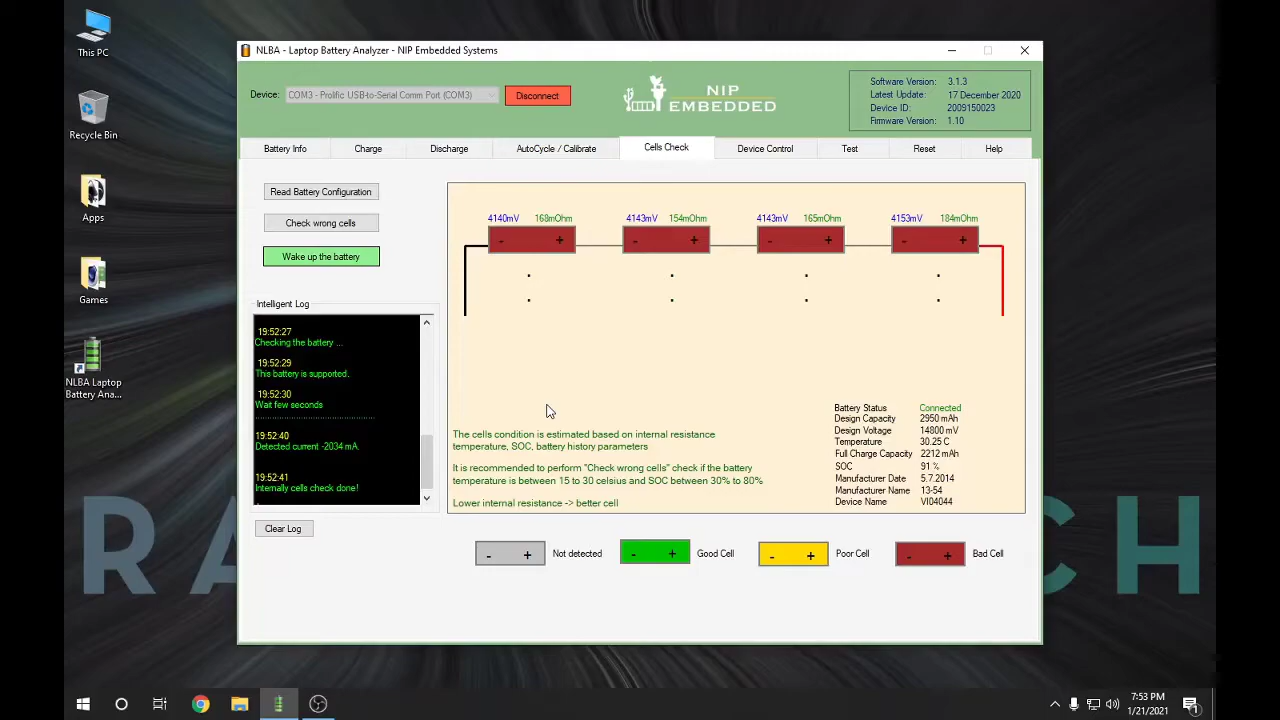 This PC
Recycle Bin
Apps
Games
NLBA Laptop
Battery Ana...
NLBA - Laptop Battery Analyzer - NIP Embedded Systems
Device:
COM3 - Prolific USB-to-Serial Comm Port (COM3)
Disconnect
NIP
EMBEDDED
Software Version: 3.1.3
Latest Update: 17 December 2020
Device ID: 2009150023
Firmware Version: 1.10
Battery Info
Charge
Discharge
AutoCycle / Calibrate
Cells Check
Device Control
Test
Reset
Help
Read Battery Configuration
Check wrong cells
Wake up the battery
Intelligent Log
19:52:27
Checking the battery ...
19:52:29
This battery is supported.
19:52:30
Wait few seconds
19:52:40
Detected current -2034 mA.
19:52:41
Internally cells check done!
Clear Log
4140mV 168mOhm 4143mV 154mOhm 4143mV 165mOhm 4153mV 184mOhm
- + - + - + - +
The cells condition is estimated based on internal resistance
temperature, SOC, battery history parameters
It is recommended to perform "Check wrong cells" check if the battery
temperature is between 15 to 30 celsius and SOC between 30% to 80%
Lower internal resistance -> better cell
Battery Status Connected
Design Capacity 2950 mAh
Design Voltage 14800 mV
Temperature 30.25 C
Full Charge Capacity 2212 mAh
SOC 91 %
Manufacturer Date 5.7.2014
Manufacturer Name 13-54
Device Name VI04044
- + Not detected - + Good Cell - + Poor Cell - + Bad Cell
7:53 PM
1/21/2021